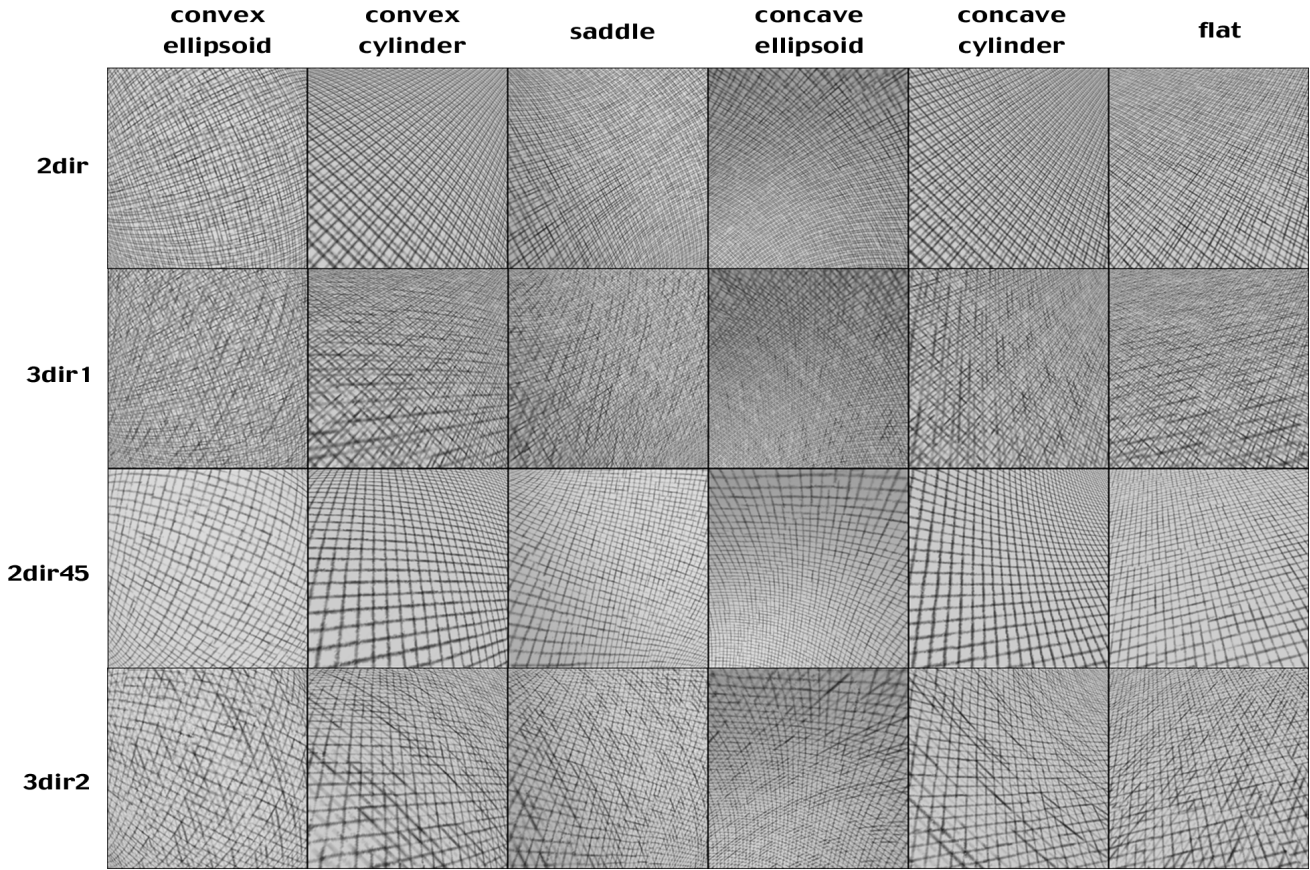 convex convex saddle concave concave flat
ellipsoid cylinder ellipsoid cylinder
2dir
3dir1
2dir45
3dir2